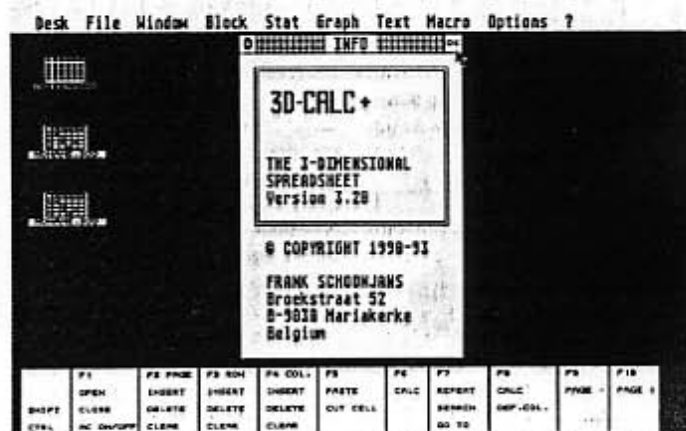 Desk File Window Block Stat Graph Text Macro Options ?
INFO
3D-CALC+
THE 3-DIMENSIONAL
SPREADSHEET
Version 3.20
© COPYRIGHT 1990-93
FRANK SCHOONJANS
Broekstraat 52
B-9030 Mariakerke
Belgium
F1 F2 PAGE F3 ROW F4 COL. F5 F6 F7 F8 F9 F10
OPEN INSERT INSERT INSERT PASTE CALC REPEAT CALC PAGE - PAGE +
SHIFT CLOSE DELETE DELETE DELETE CUT CELL SEARCH DEF.COL.
CTRL AC ON/OFF CLEAR CLEAR CLEAR GO TO